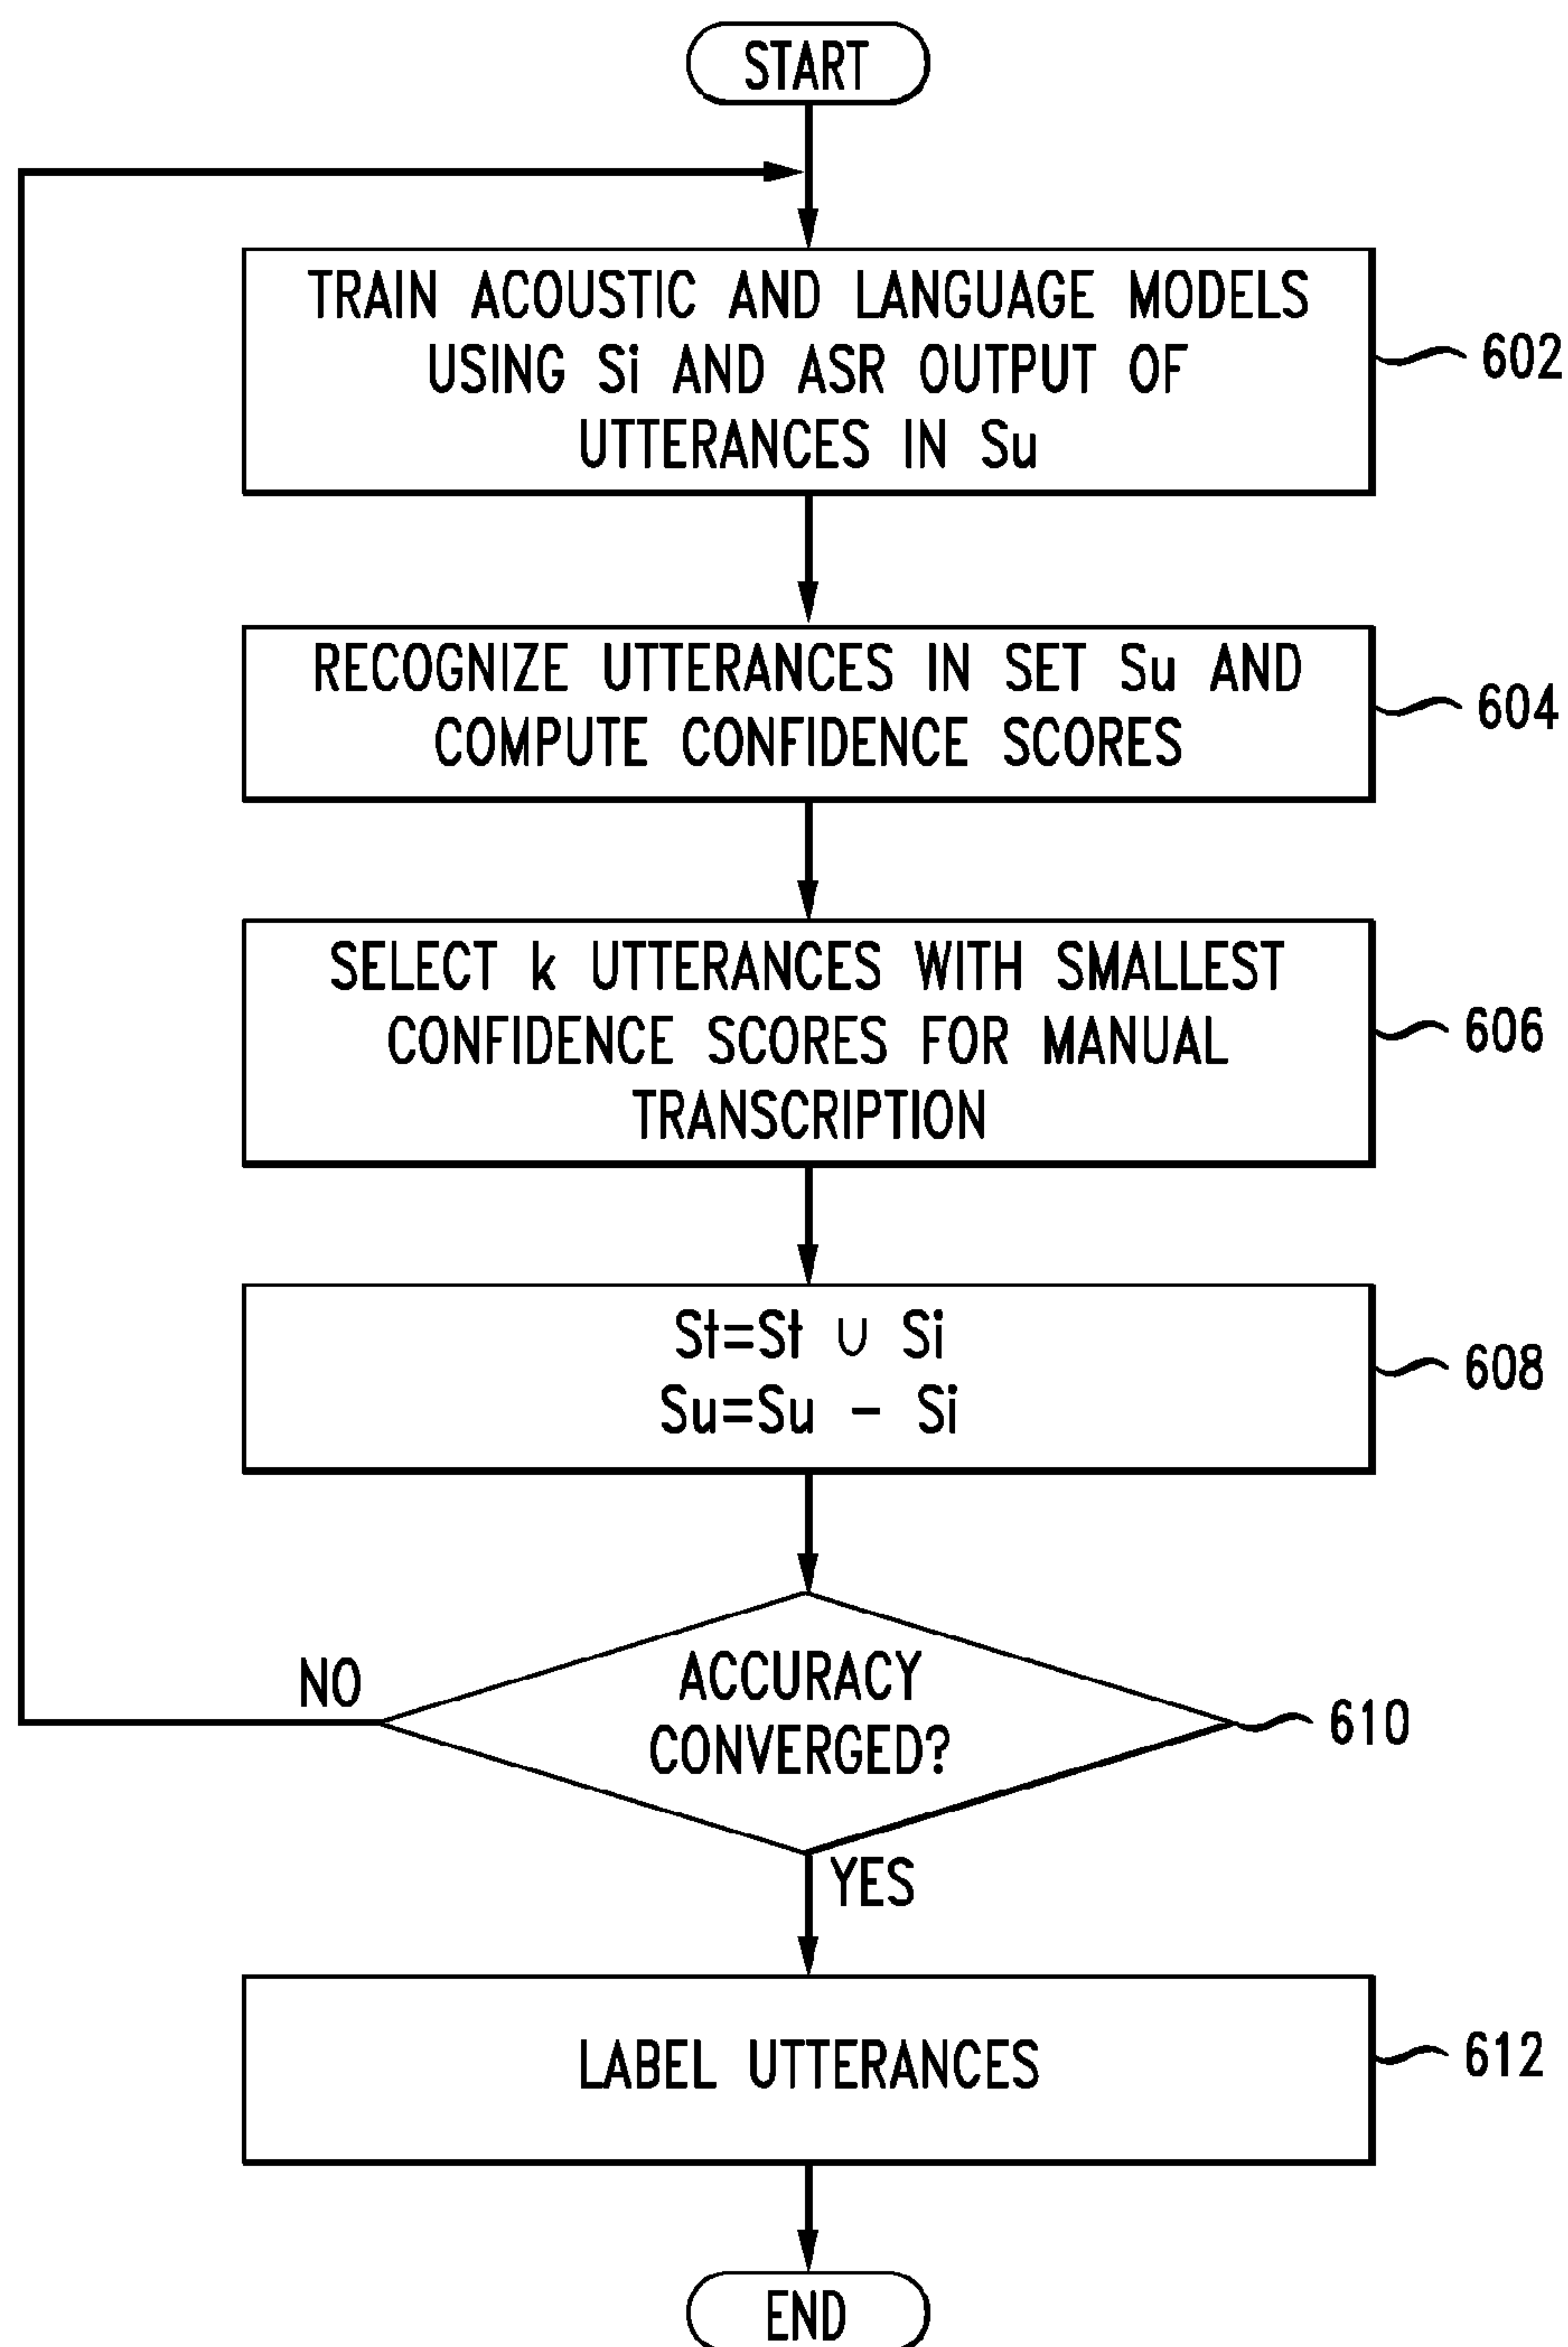 START
TRAIN ACOUSTIC AND LANGUAGE MODELS
USING Si AND ASR OUTPUT OF
UTTERANCES IN Su
602
RECOGNIZE UTTERANCES IN SET Su AND
COMPUTE CONFIDENCE SCORES
604
SELECT k UTTERANCES WITH SMALLEST
CONFIDENCE SCORES FOR MANUAL
TRANSCRIPTION
606
St=St ∪ Si
Su=Su - Si
608
ACCURACY
CONVERGED?
610
NO
YES
LABEL UTTERANCES
612
END